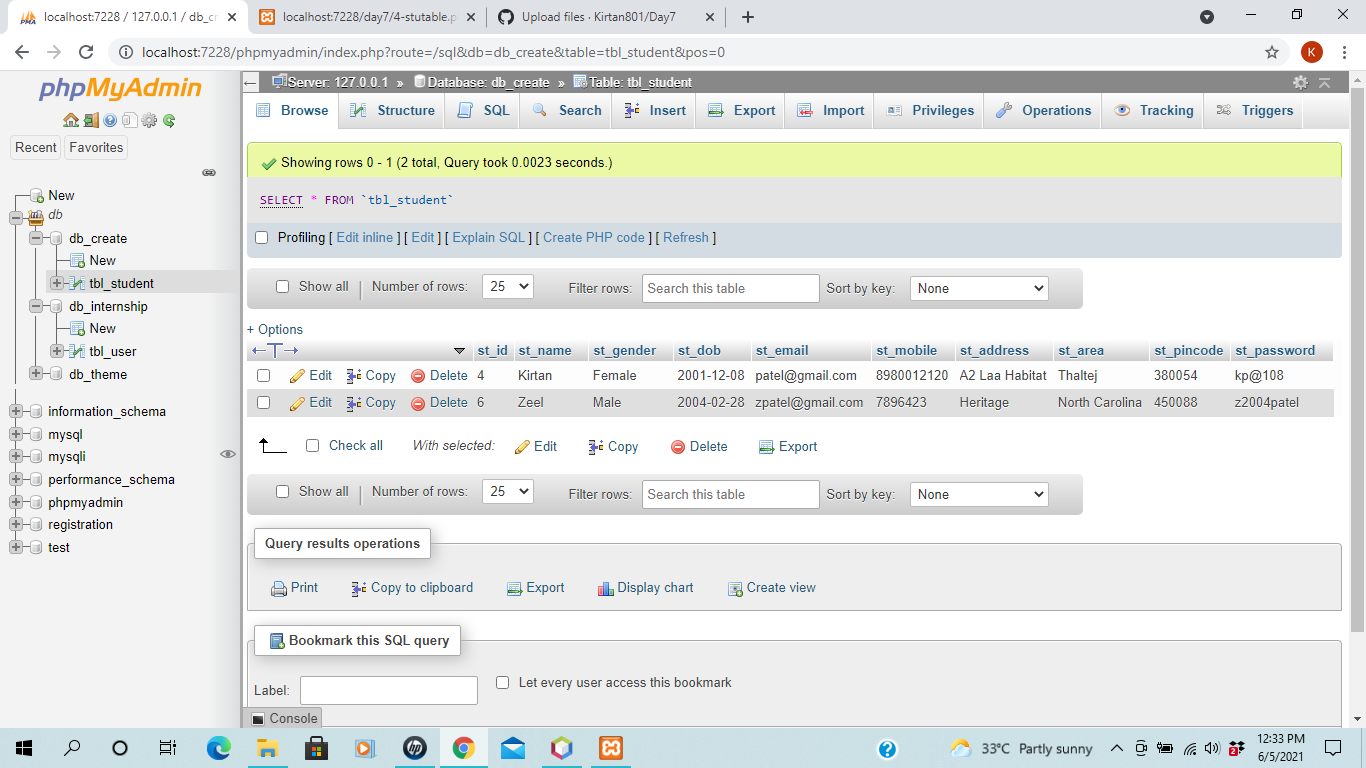 localhost:7228 / 127.0.0.1 / db_cr
localhost:7228/day7/4-stutable.p
Upload files · Kirtan801/Day7
localhost:7228/phpmyadmin/index.php?route=/sql&db=db_create&table=tbl_student&pos=0
K
phpMyAdmin
Recent Favorites
New
db
db_create
New
tbl_student
db_internship
New
tbl_user
db_theme
information_schema
mysql
mysqli
performance_schema
phpmyadmin
registration
test
Server: 127.0.0.1 » Database: db_create » Table: tbl_student
Browse Structure SQL Search Insert Export Import Privileges Operations Tracking Triggers
Showing rows 0 - 1 (2 total, Query took 0.0023 seconds.)
SELECT * FROM `tbl_student`
Profiling [ Edit inline ] [ Edit ] [ Explain SQL ] [ Create PHP code ] [ Refresh ]
Show all Number of rows: 25 Filter rows: Search this table Sort by key: None
+ Options
st_id st_name st_gender st_dob st_email st_mobile st_address st_area st_pincode st_password
Edit Copy Delete 4 Kirtan Female 2001-12-08 patel@gmail.com 8980012120 A2 Laa Habitat Thaltej 380054 kp@108
Edit Copy Delete 6 Zeel Male 2004-02-28 zpatel@gmail.com 7896423 Heritage North Carolina 450088 z2004patel
Check all With selected: Edit Copy Delete Export
Show all Number of rows: 25 Filter rows: Search this table Sort by key: None
Query results operations
Print Copy to clipboard Export Display chart Create view
Bookmark this SQL query
Label: Let every user access this bookmark
Console
33°C Partly sunny
12:33 PM
6/5/2021